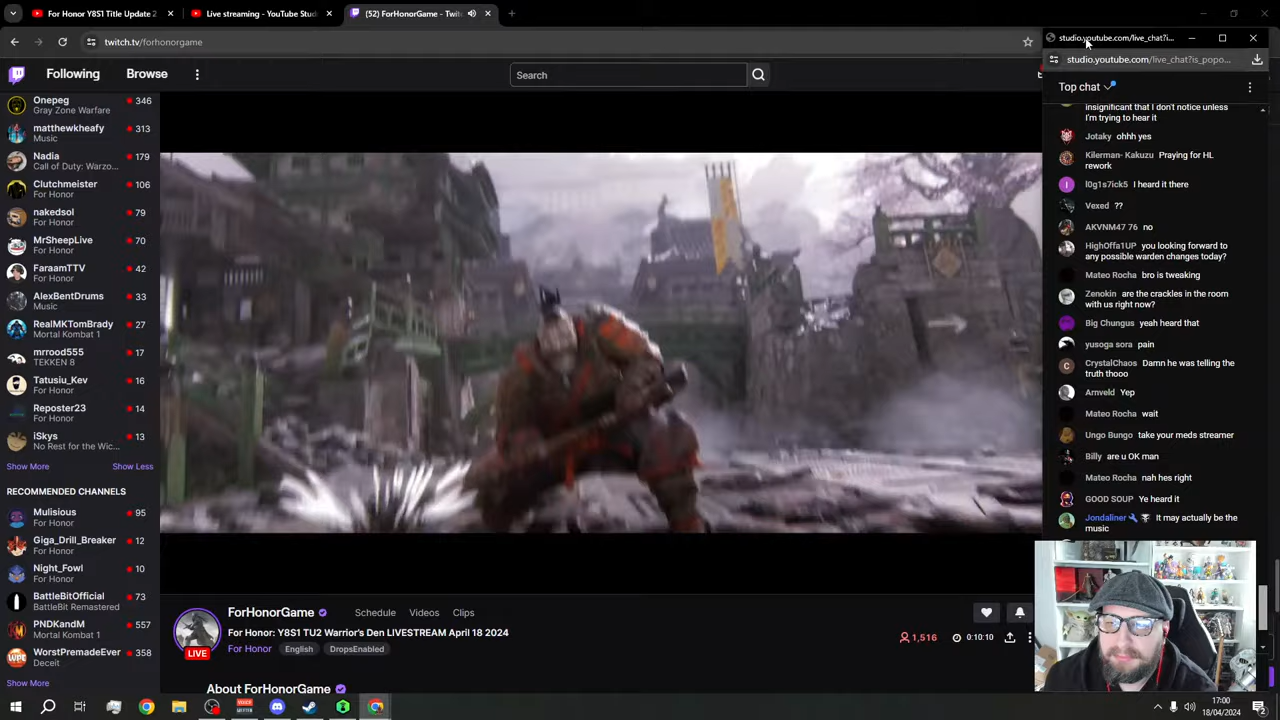 For Honor Y8S1 Title Update 2
Live streaming - YouTube Stud
(52) ForHonorGame - Twitc
twitch.tv/forhonorgame
Following
Browse
Search
Onepeg
346
Gray Zone Warfare
matthewkheafy
313
Music
Nadia
179
Call of Duty: Warzo...
Clutchmeister
106
For Honor
nakedsol
79
For Honor
MrSheepLive
70
For Honor
FaraamTTV
42
For Honor
AlexBentDrums
33
Music
RealMKTomBrady
27
Mortal Kombat 1
mrrood555
17
TEKKEN 8
Tatusiu_Kev
16
For Honor
Reposter23
14
For Honor
iSkys
13
No Rest for the Wic...
Show More
Show Less
RECOMMENDED CHANNELS
Mulisious
95
For Honor
Giga_Drill_Breaker
12
For Honor
Night_Fowl
10
For Honor
BattleBitOfficial
73
BattleBit Remastered
PNDKandM
557
Mortal Kombat 1
WorstPremadeEver
358
Deceit
Show More
LIVE
ForHonorGame
Schedule
Videos
Clips
For Honor: Y8S1 TU2 Warrior's Den LIVESTREAM April 18 2024
For Honor
English
DropsEnabled
1,516
0:10:10
About ForHonorGame
studio.youtube.com/live_chat?i...
studio.youtube.com/live_chat?is_popo...
Top chat
insignificant that I don't notice unless
I'm trying to hear it
Jotaky ohhh yes
Kilerman- Kakuzu Praying for HL
rework
l0g1s7ick5 I heard it there
Vexed ??
AKVNM47 76 no
HighOffa1UP you looking forward to
any possible warden changes today?
Mateo Rocha bro is tweaking
Zenokin are the crackles in the room
with us right now?
Big Chungus yeah heard that
yusoga sora pain
CrystalChaos Damn he was telling the
truth thooo
Arnveld Yep
Mateo Rocha wait
Ungo Bungo take your meds streamer
Billy are u OK man
Mateo Rocha nah hes right
GOOD SOUP Ye heard it
Jondaliner It may actually be the
music
17:00
18/04/2024